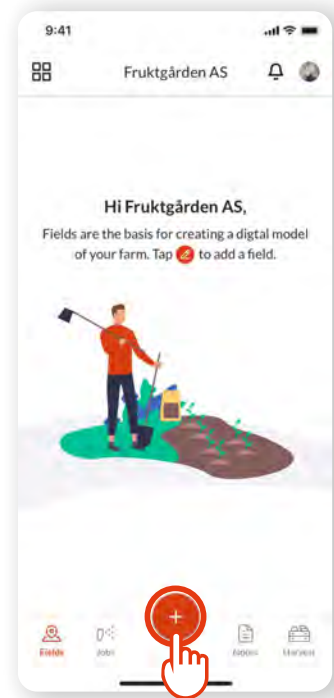 9:41
Fruktgården AS
Hi Fruktgården AS,
Fields are the basis for creating a digtal model
of your farm. Tap to add a field.
Fields Jobs Harvest